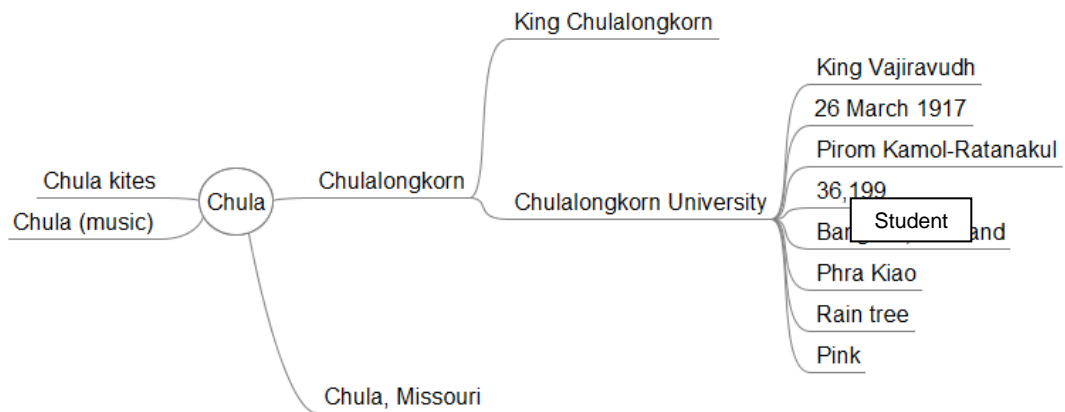 King Chulalongkorn
King Vajiravudh
26 March 1917
Pirom Kamol-Ratanakul
Chula kites
Chula
Chulalongkorn
36,199
Chula (music)
Chulalongkorn University
Student
Phra Kiao
Rain tree
Pink
Chula, Missouri